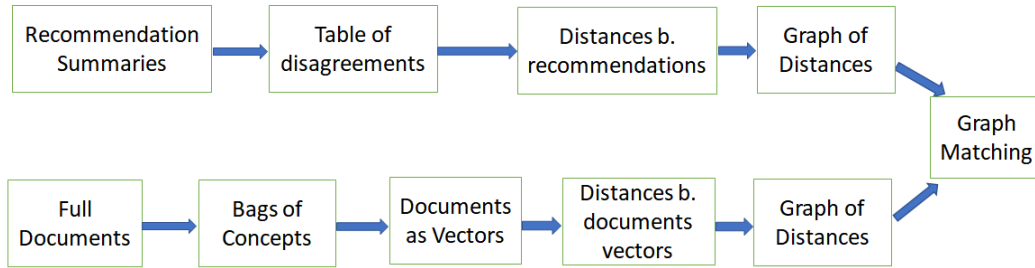 Recommendation
Summaries
Table of
disagreements
Distances b.
recommendations
Graph of
Distances
Graph
Matching
Full
Documents
Bags of
Concepts
Documents
as Vectors
Distances b.
documents
vectors
Graph of
Distances